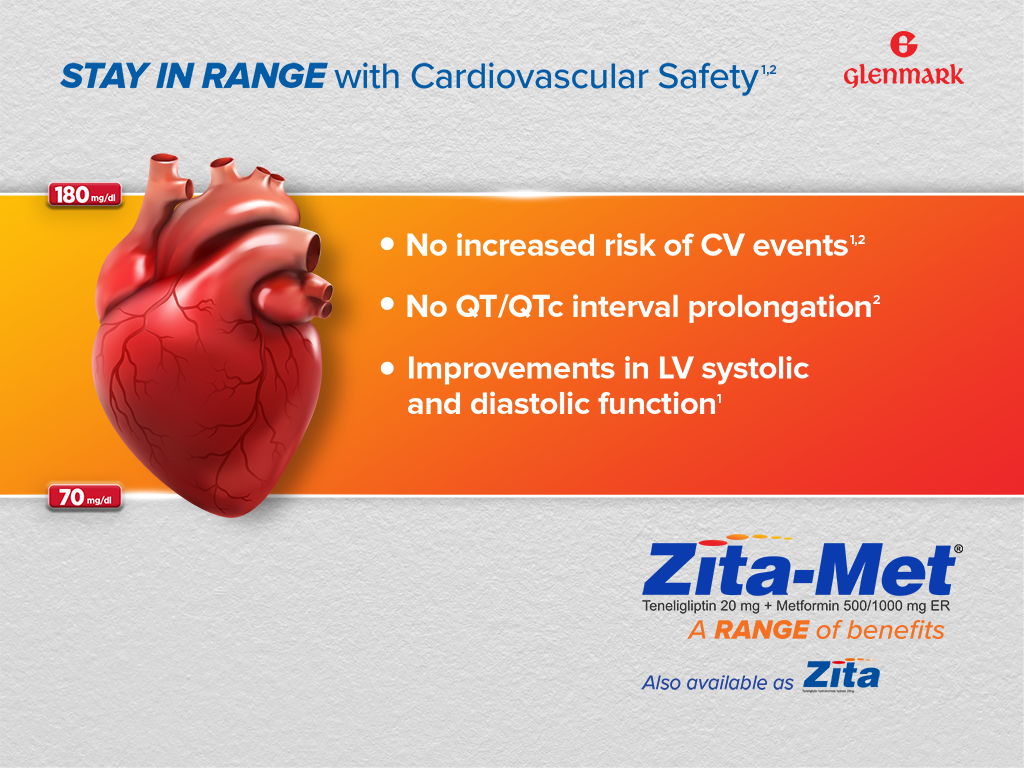 STAY IN RANGE with Cardiovascular Safety1,2
GLENMARK
180 mg/dl
• No increased risk of CV events1,2
• No QT/QTc interval prolongation2
• Improvements in LV systolic
and diastolic function1
70 mg/dl
Zita-Met®
Teneligliptin 20 mg + Metformin 500/1000 mg ER
A RANGE of benefits
Also available as Zita